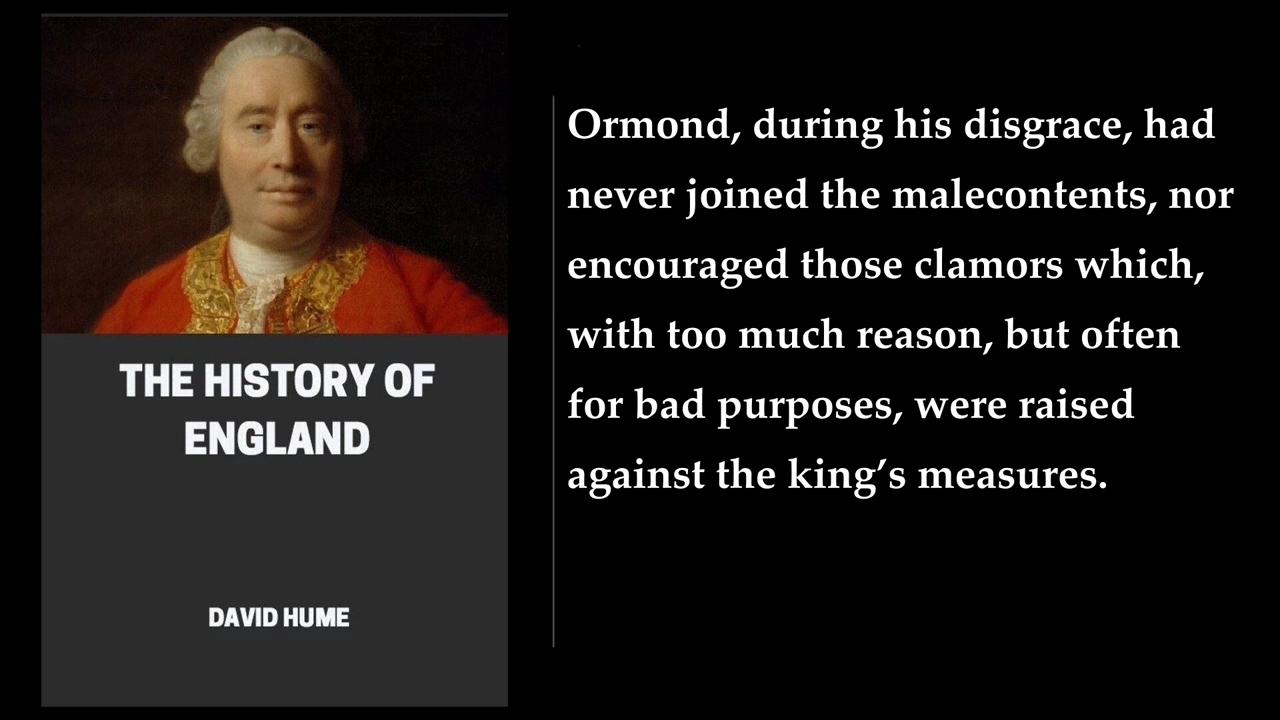 THE HISTORY OF
ENGLAND
DAVID HUME
Ormond, during his disgrace, had
never joined the malecontents, nor
encouraged those clamors which,
with too much reason, but often
for bad purposes, were raised
against the king’s measures.